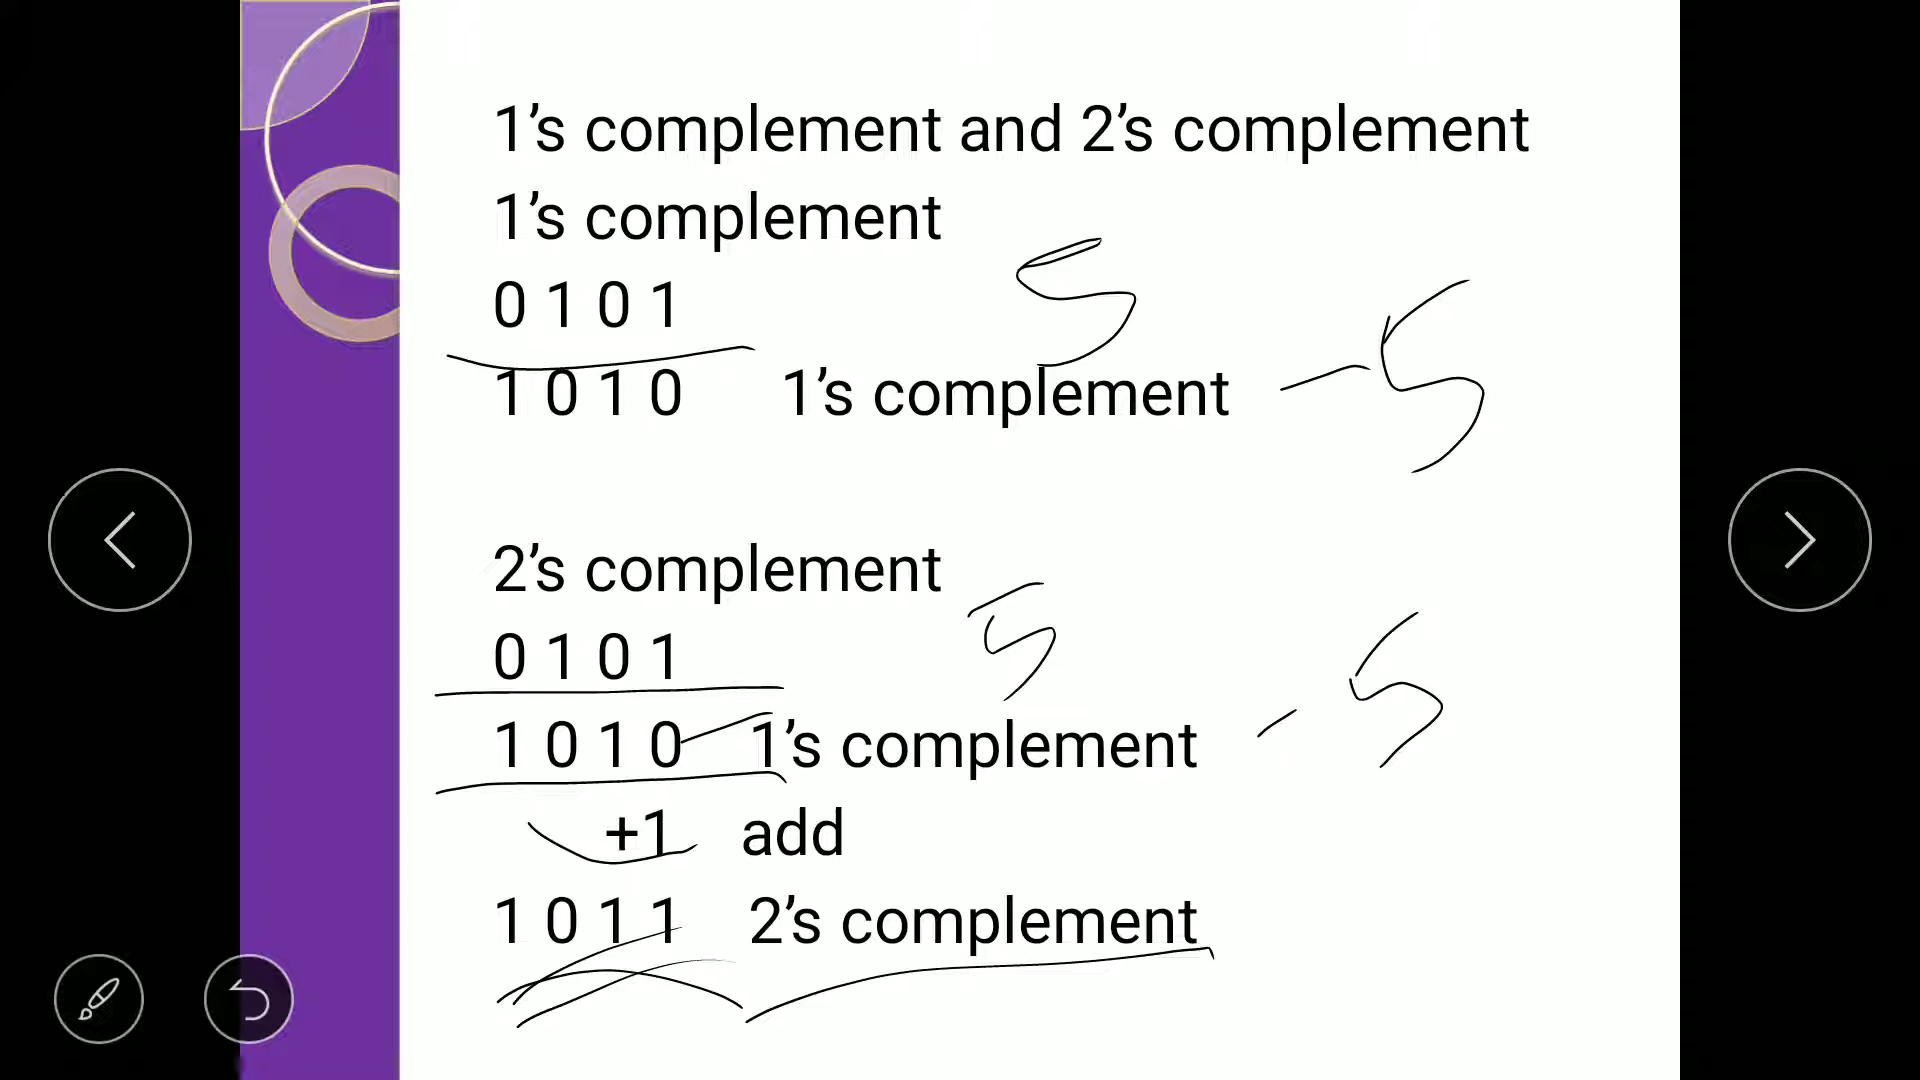 1’s complement and 2’s complement
1’s complement
0 1 0 1 5
1 0 1 0 1’s complement -5
2’s complement
0 1 0 1 5
1 0 1 0 1’s complement -5
+1 add
1 0 1 1 2’s complement